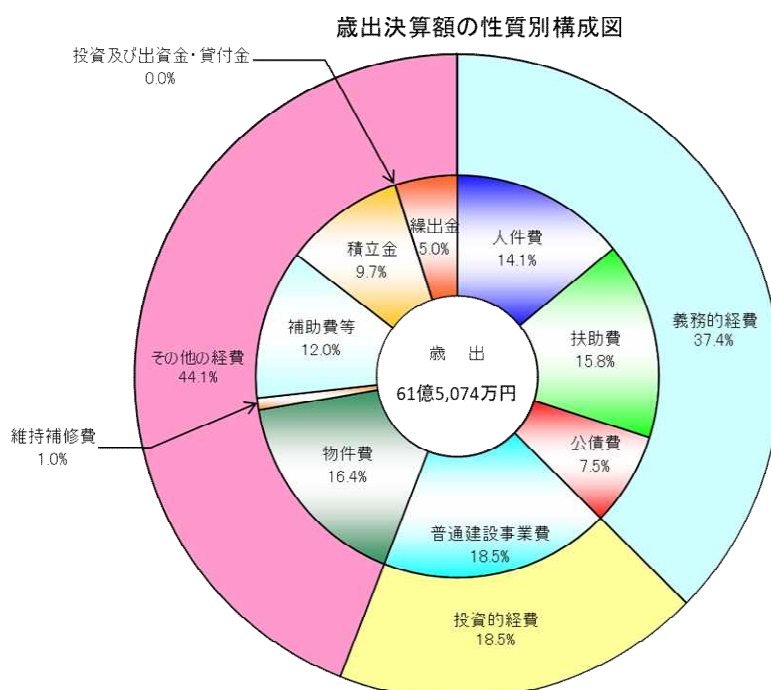 歳出決算額の性質別構成図
投資及び出資金・貸付金
0.0%
繰出金
5.0%
人件費
14.1%
積立金
9.7%
義務的経費
37.4%
扶助費
15.8%
補助費等
12.0%
歳 出
61億5,074万円
その他の経費
44.1%
維持補修費
1.0%
公債費
7.5%
物件費
16.4%
普通建設事業費
18.5%
投資的経費
18.5%